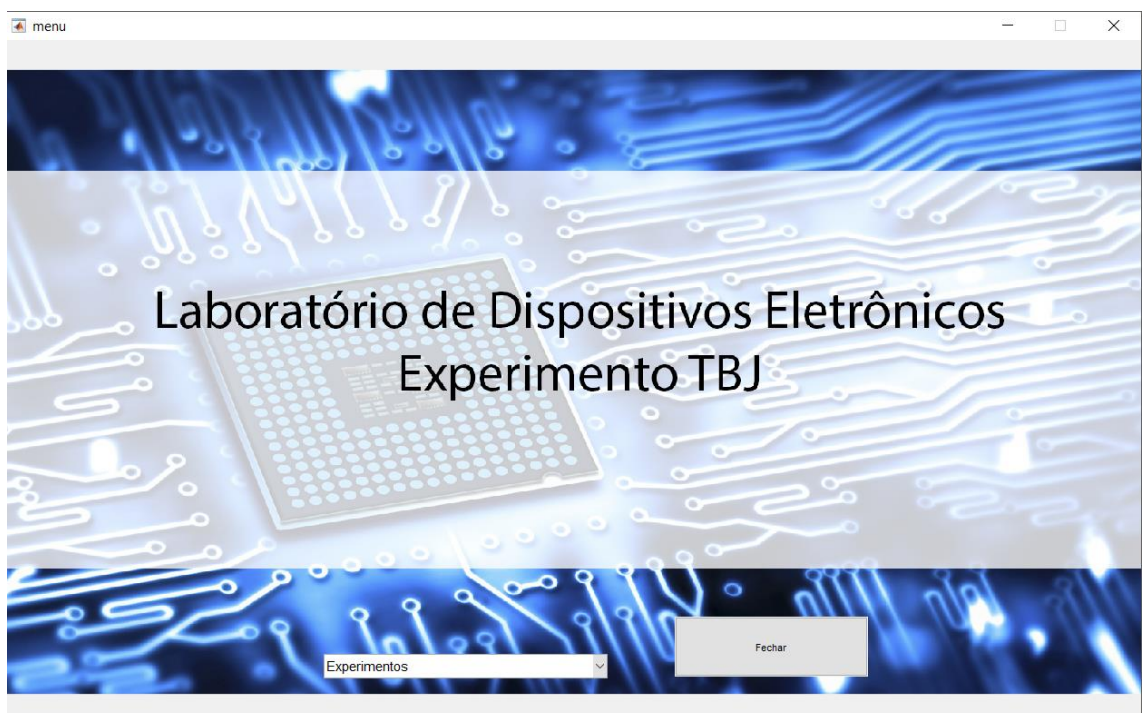 menu
Laboratório de Dispositivos Eletrônicos
Experimento TBJ
Fechar
Experimentos